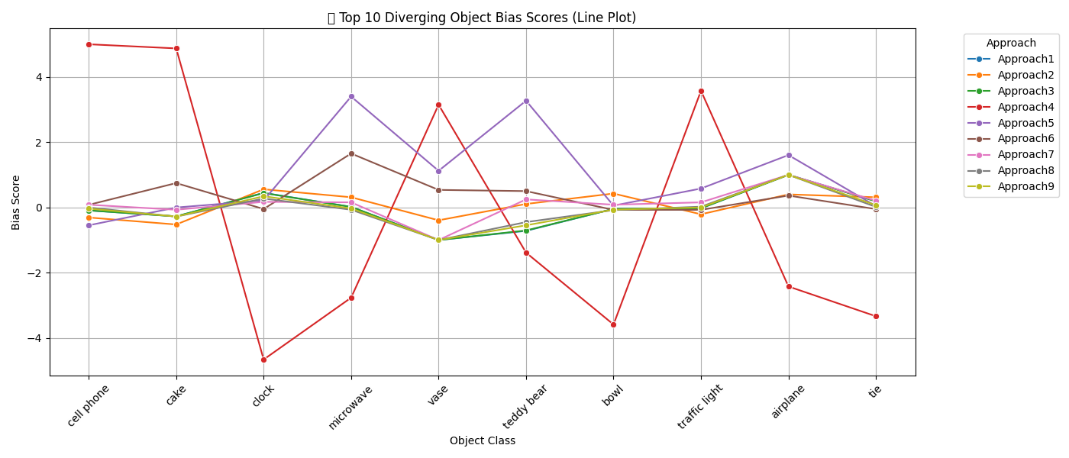 ▯ Top 10 Diverging Object Bias Scores (Line Plot)
Approach
Approach1
Approach2
Approach3
Approach4
Approach5
Approach6
Approach7
Approach8
Approach9
Bias Score
4
2
0
−2
−4
cell phone
cake
clock
microwave
vase
teddy bear
bowl
traffic light
airplane
tie
Object Class